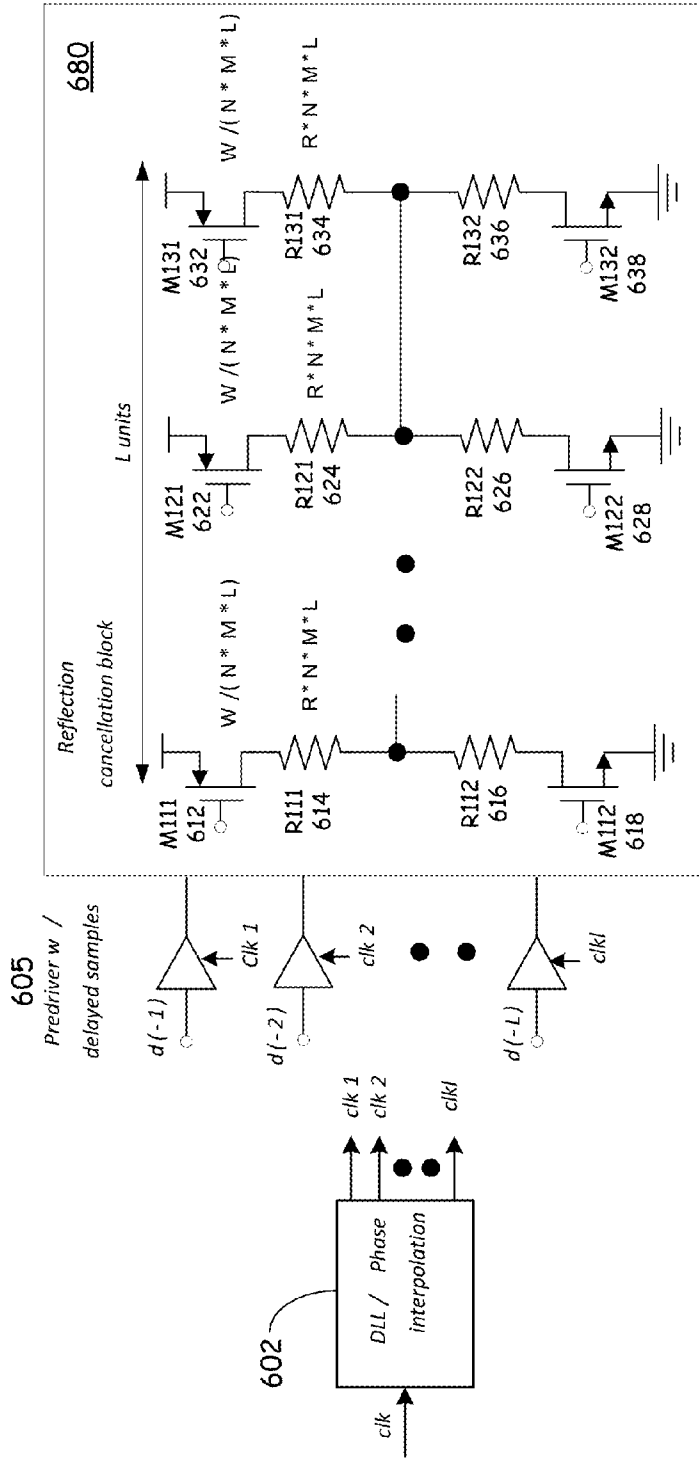 clk
602
DLL / Phase
interpolation
clk 1
clk 2
clkl
605
Predriver w /
delayed samples
d(-1)
Clk 1
d(-2)
clk 2
d(-L)
clkl
680
Reflection
cancellation block
L units
M111
612
W /(N * M * L)
R111
614
R * N * M * L
R112
616
M112
618
M121
622
W /(N * M * L)
R121
624
R * N * M * L
R122
626
M122
628
M131
632
W /(N * M * L)
R131
634
R * N * M * L
R132
636
M132
638